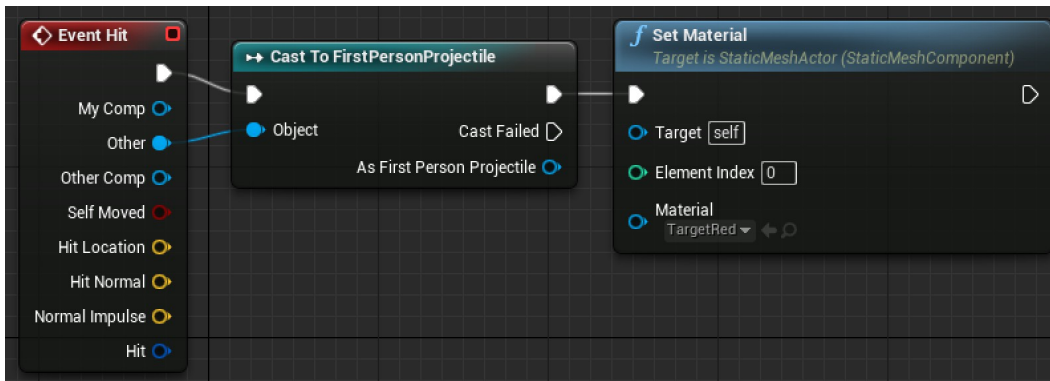 Event Hit
My Comp
Other
Other Comp
Self Moved
Hit Location
Hit Normal
Normal Impulse
Hit
Cast To FirstPersonProjectile
Object
Cast Failed
As First Person Projectile
f Set Material
Target is StaticMeshActor (StaticMeshComponent)
Target self
Element Index 0
Material
TargetRed